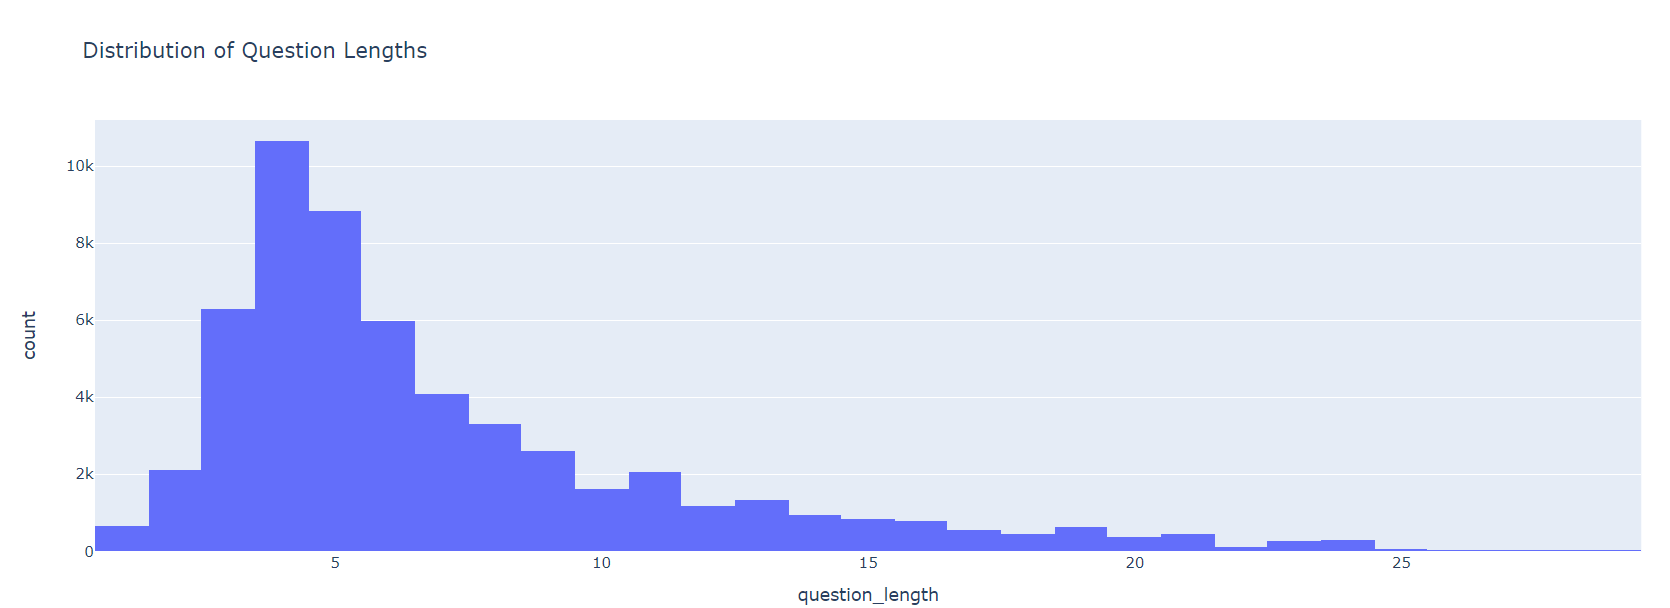 Distribution of Question Lengths
10k
8k
6k
4k
2k
0
count
5 10 15 20 25
question_length